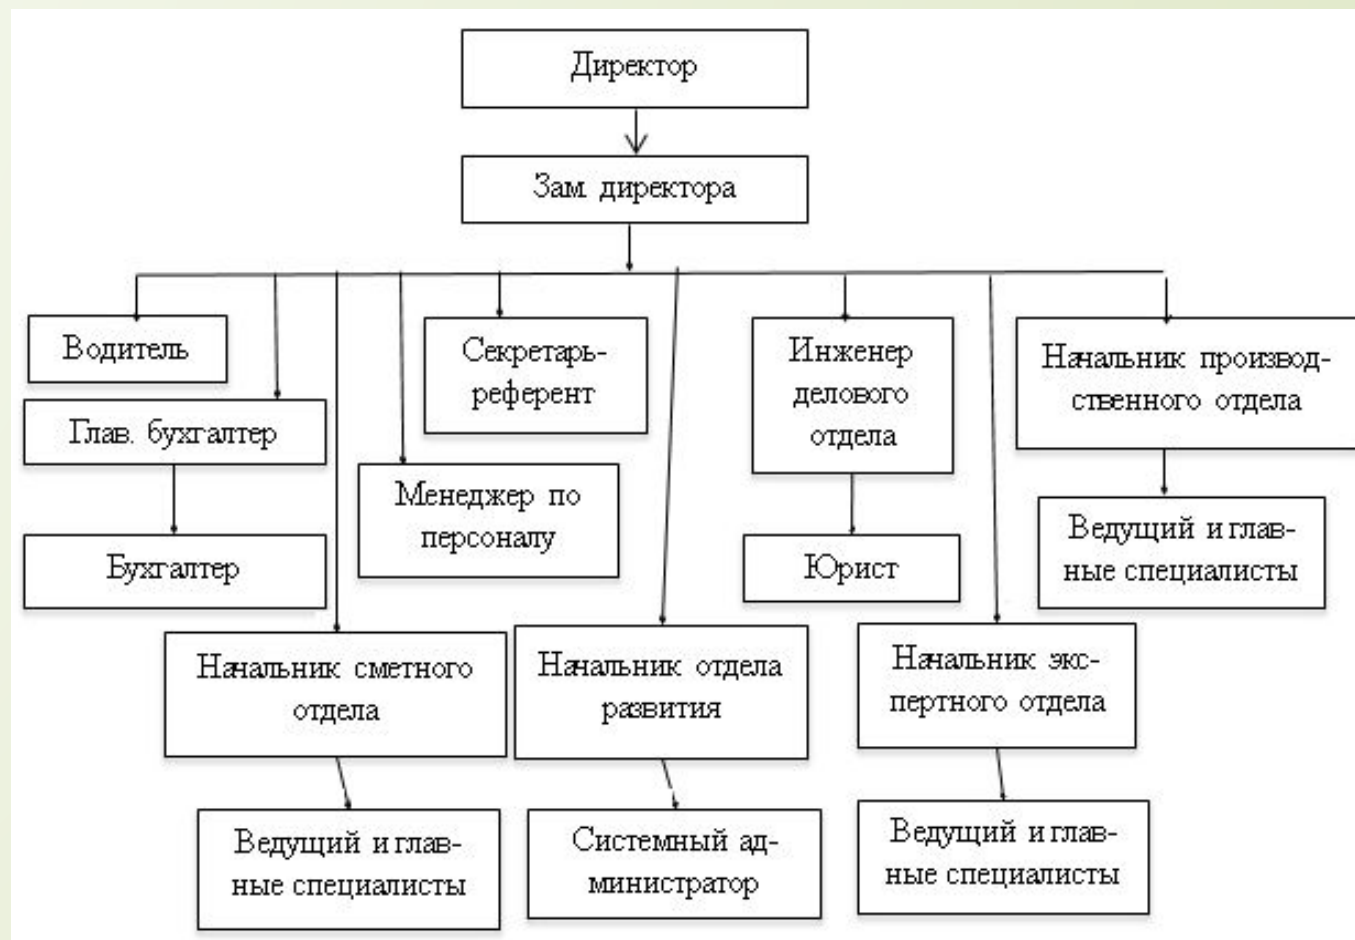 Директор
Зам. директора
Водитель
Секретарь-
референт
Инженер
делового
отдела
Начальник производ-
ственного отдела
Глав. бухгалтер
Менеджер по
персоналу
Ведущий и глав-
ные специалисты
Бухгалтер
Юрист
Начальник сметного
отдела
Начальник отдела
развития
Начальник экс-
пертного отдела
Ведущий и глав-
ные специалисты
Системный ад-
министратор
Ведущий и глав-
ные специалисты